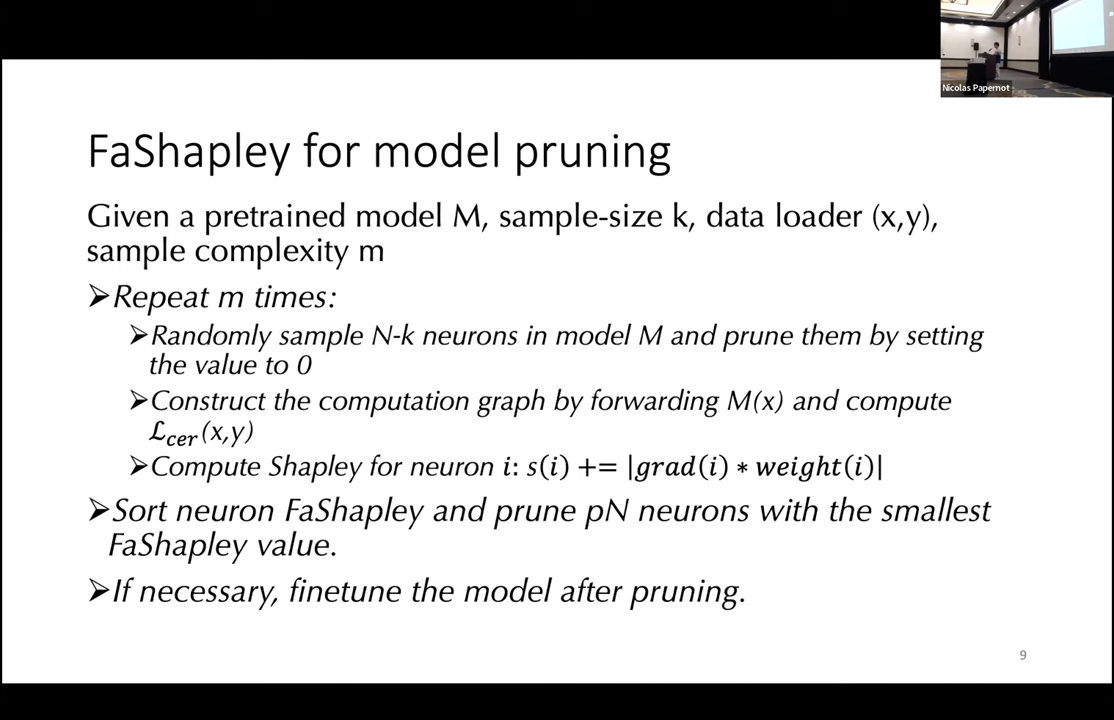 Nicolas Papernot
FaShapley for model pruning
Given a pretrained model M, sample-size k, data loader (x,y),
sample complexity m
➢Repeat m times:
➢Randomly sample N-k neurons in model M and prune them by setting
the value to 0
➢Construct the computation graph by forwarding M(x) and compute
ℒ_cer(x,y)
➢Compute Shapley for neuron i: s(i) += |grad(i) ∗ weight(i)|
➢Sort neuron FaShapley and prune pN neurons with the smallest
FaShapley value.
➢If necessary, finetune the model after pruning.
9